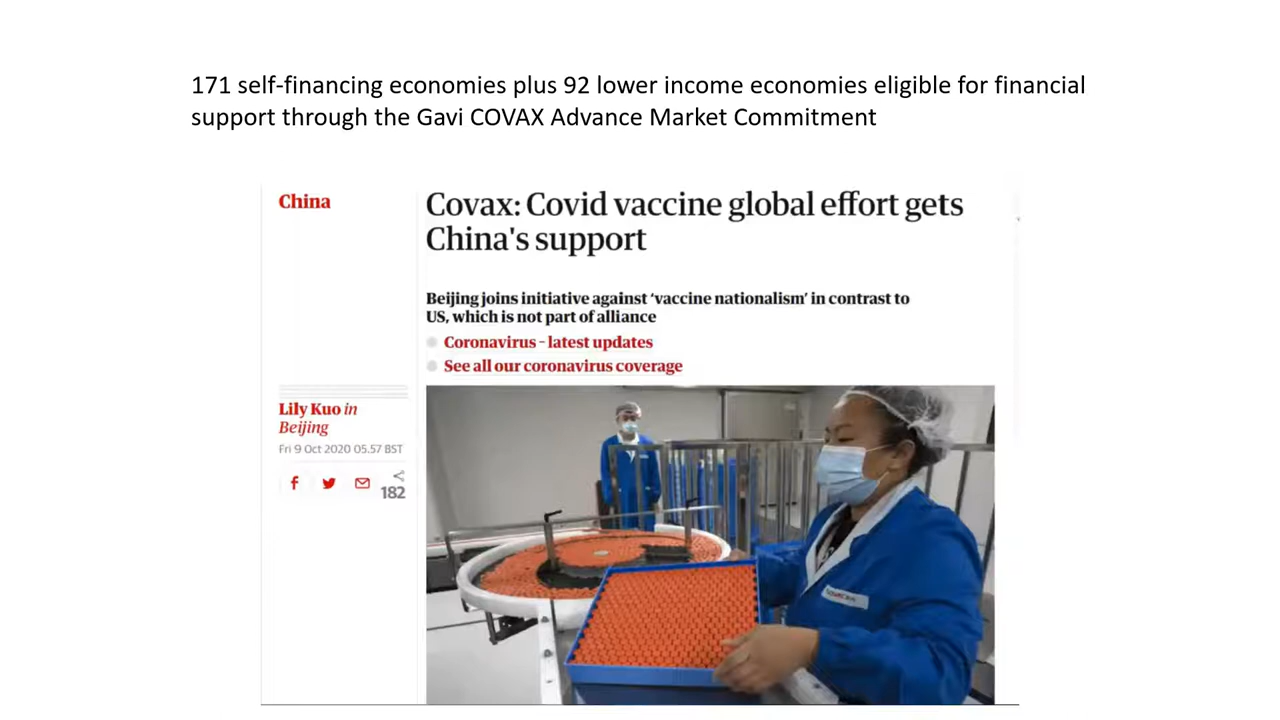 171 self-financing economies plus 92 lower income economies eligible for financial
support through the Gavi COVAX Advance Market Commitment
China
Covax: Covid vaccine global effort gets
China's support
Beijing joins initiative against ‘vaccine nationalism’ in contrast to
US, which is not part of alliance
Coronavirus – latest updates
See all our coronavirus coverage
Lily Kuo in
Beijing
Fri 9 Oct 2020 05.57 BST
182